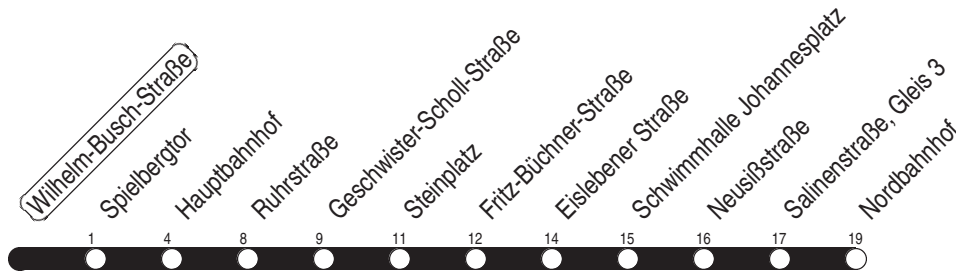 Wilhelm-Busch-Straße
Spielbergtor
Hauptbahnhof
Ruhrstraße
Geschwister-Scholl-Straße
Steinplatz
Fritz-Büchner-Straße
Eislebener Straße
Schwimmhalle Johannesplatz
Neusißstraße
Salinenstraße, Gleis 3
Nordbahnhof
1 4 8 9 11 12 14 15 16 17 19